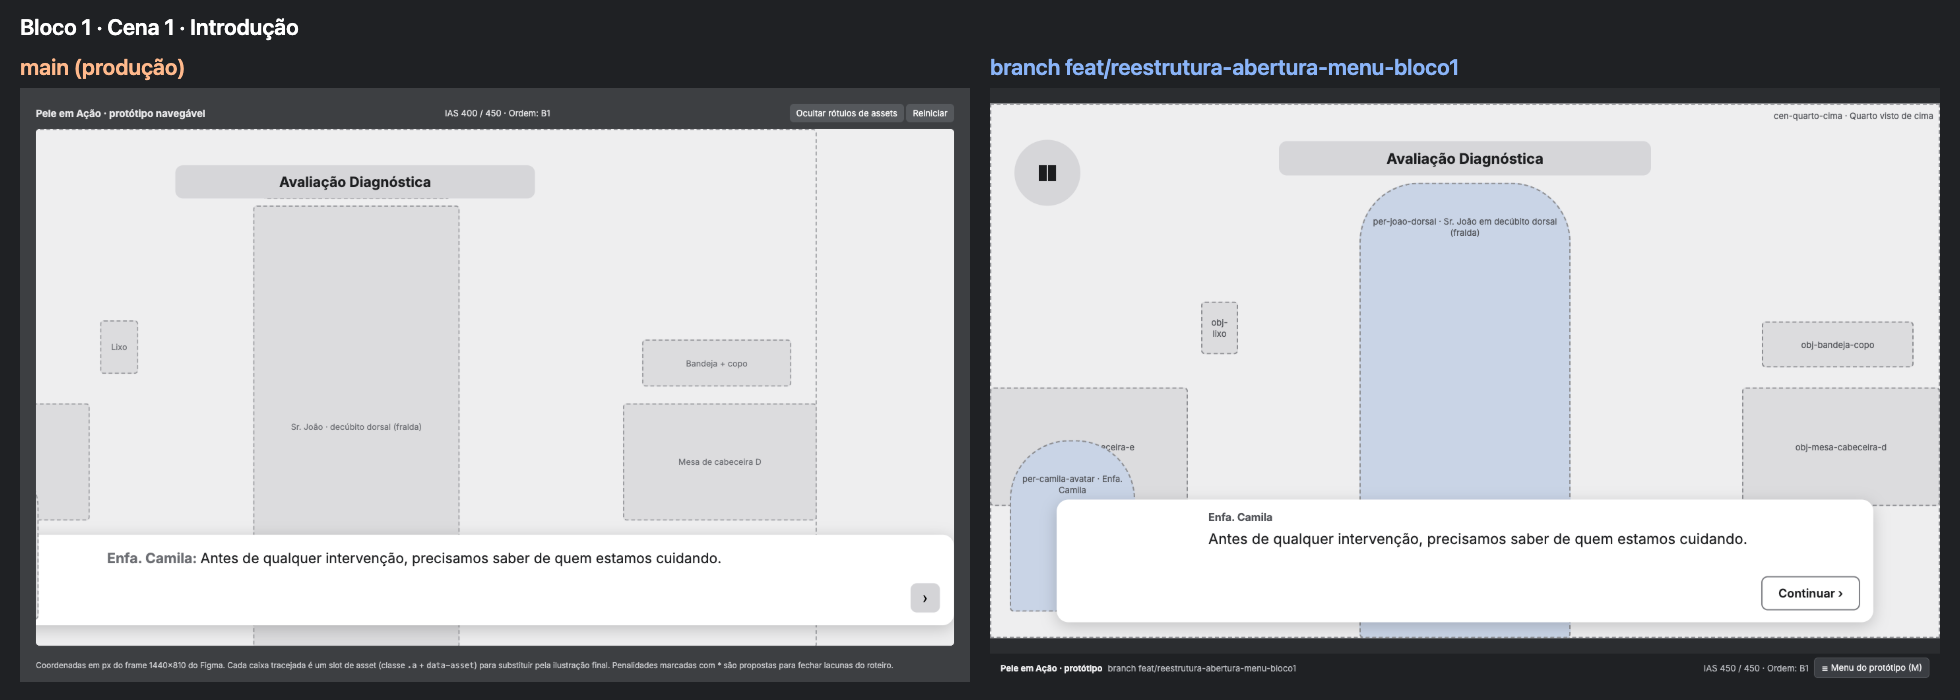 Bloco 1 · Cena 1 · Introdução
main (produção)
Pele em Ação · protótipo navegável
IAS 400 / 450 · Ordem: B1
Ocultar rótulos de assets
Reiniciar
Avaliação Diagnóstica
Lixo
Bandeja + copo
Sr. João · decúbito dorsal (fralda)
Mesa de cabeceira D
Enfa. Camila: Antes de qualquer intervenção, precisamos saber de quem estamos cuidando.
›
Coordenadas em px do frame 1440×810 do Figma. Cada caixa tracejada é um slot de asset (classe .a + data-asset) para substituir pela ilustração final. Penalidades marcadas com * são propostas para fechar lacunas do roteiro.
branch feat/reestrutura-abertura-menu-bloco1
cen-quarto-cima · Quarto visto de cima
Avaliação Diagnóstica
per-joao-dorsal · Sr. João em decúbito dorsal
(fralda)
obj-
lixo
obj-bandeja-copo
eceira-e
obj-mesa-cabeceira-d
per-camila-avatar · Enfa.
Camila
Enfa. Camila
Antes de qualquer intervenção, precisamos saber de quem estamos cuidando.
Continuar ›
Pele em Ação · protótipo branch feat/reestrutura-abertura-menu-bloco1
IAS 450 / 450 · Ordem: B1
≡ Menu do protótipo (M)